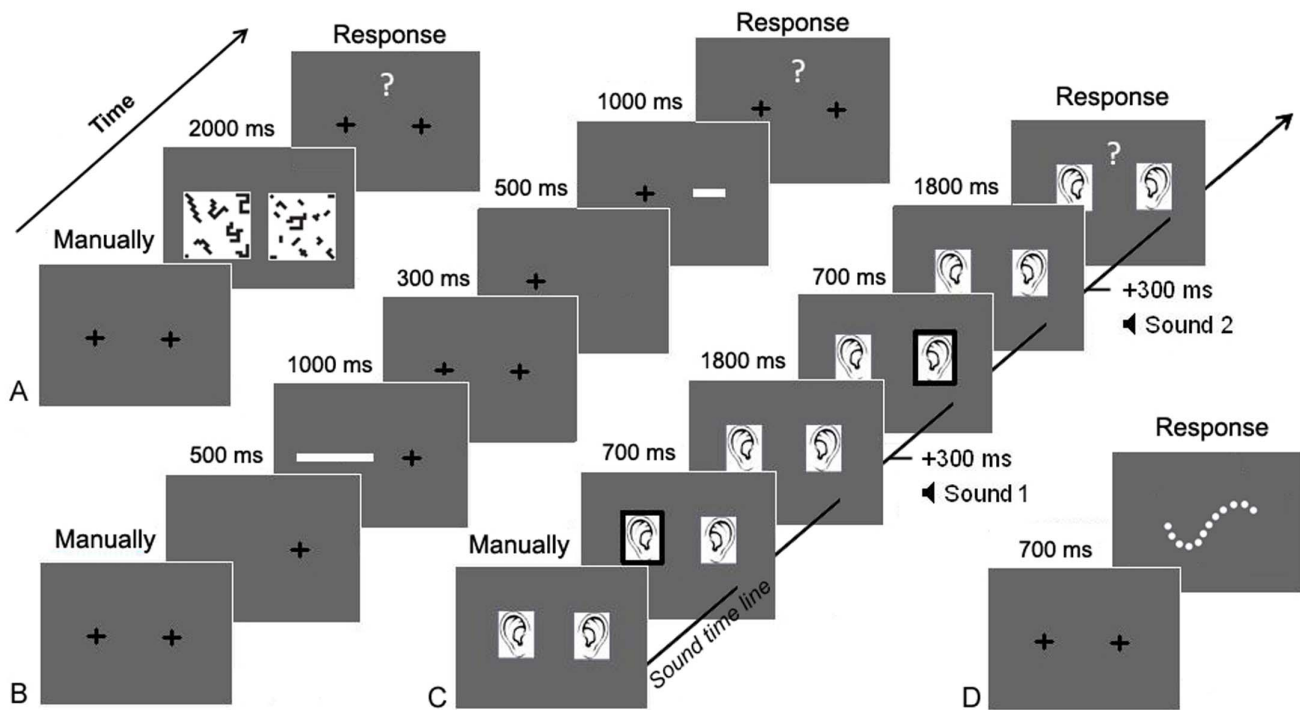 Time
Manually
2000 ms
Response
?
A
Manually
500 ms
1000 ms
300 ms
500 ms
1000 ms
Response
?
B
Manually
700 ms
1800 ms
700 ms
1800 ms
Response
?
Sound time line
+300 ms
Sound 1
+300 ms
Sound 2
C
700 ms
Response
D